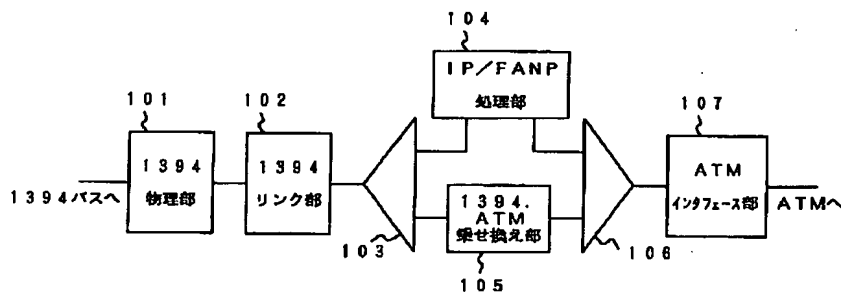 104
IP/FANP
処理部
101
102
107
1394
物理部
1394
リンク部
ATM
インタフェース部
1394バスへ
ATMへ
1394.
ATM
乗せ換え部
103
105
106